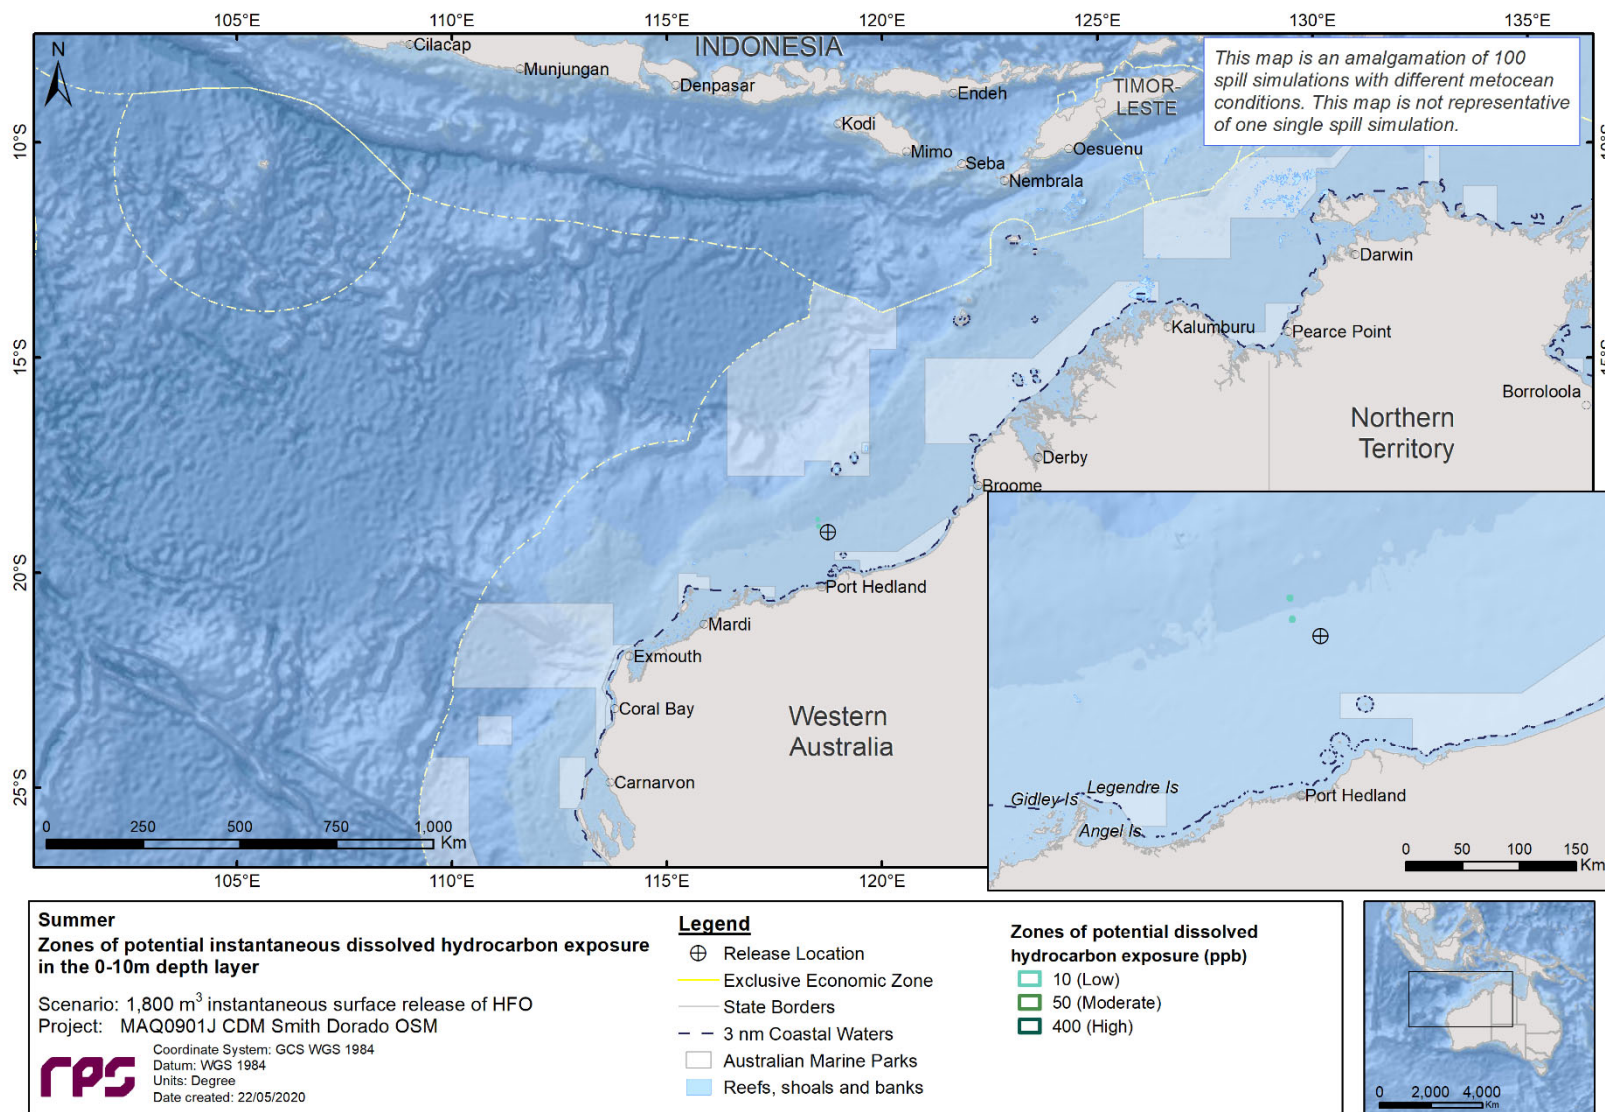 105°E 110°E 115°E 120°E 125°E 130°E 135°E
N
Cilacap
Munjungan
INDONESIA
Denpasar
Endeh
TIMOR-
LESTE
Kodi
Mimo
Seba
Oesuenu
Nembrala
This map is an amalgamation of 100
spill simulations with different metocean
conditions. This map is not representative
of one single spill simulation.
10°S
15°S
20°S
25°S
10°S
15°S
Darwin
Kalumburu
Pearce Point
Borroloola
Northern
Territory
Derby
Broome
Port Hedland
Mardi
Exmouth
Coral Bay
Carnarvon
Western
Australia
0 250 500 750 1,000
Km
105°E 110°E 115°E 120°E
Gidley Is
Legendre Is
Angel Is
Port Hedland
0 50 100 150
Km
Summer
Zones of potential instantaneous dissolved hydrocarbon exposure
in the 0-10m depth layer
Scenario: 1,800 m³ instantaneous surface release of HFO
Project: MAQ0901J CDM Smith Dorado OSM
rps
Coordinate System: GCS WGS 1984
Datum: WGS 1984
Units: Degree
Date created: 22/05/2020
Legend
Release Location
Exclusive Economic Zone
State Borders
3 nm Coastal Waters
Australian Marine Parks
Reefs, shoals and banks
Zones of potential dissolved
hydrocarbon exposure (ppb)
10 (Low)
50 (Moderate)
400 (High)
0 2,000 4,000
Km